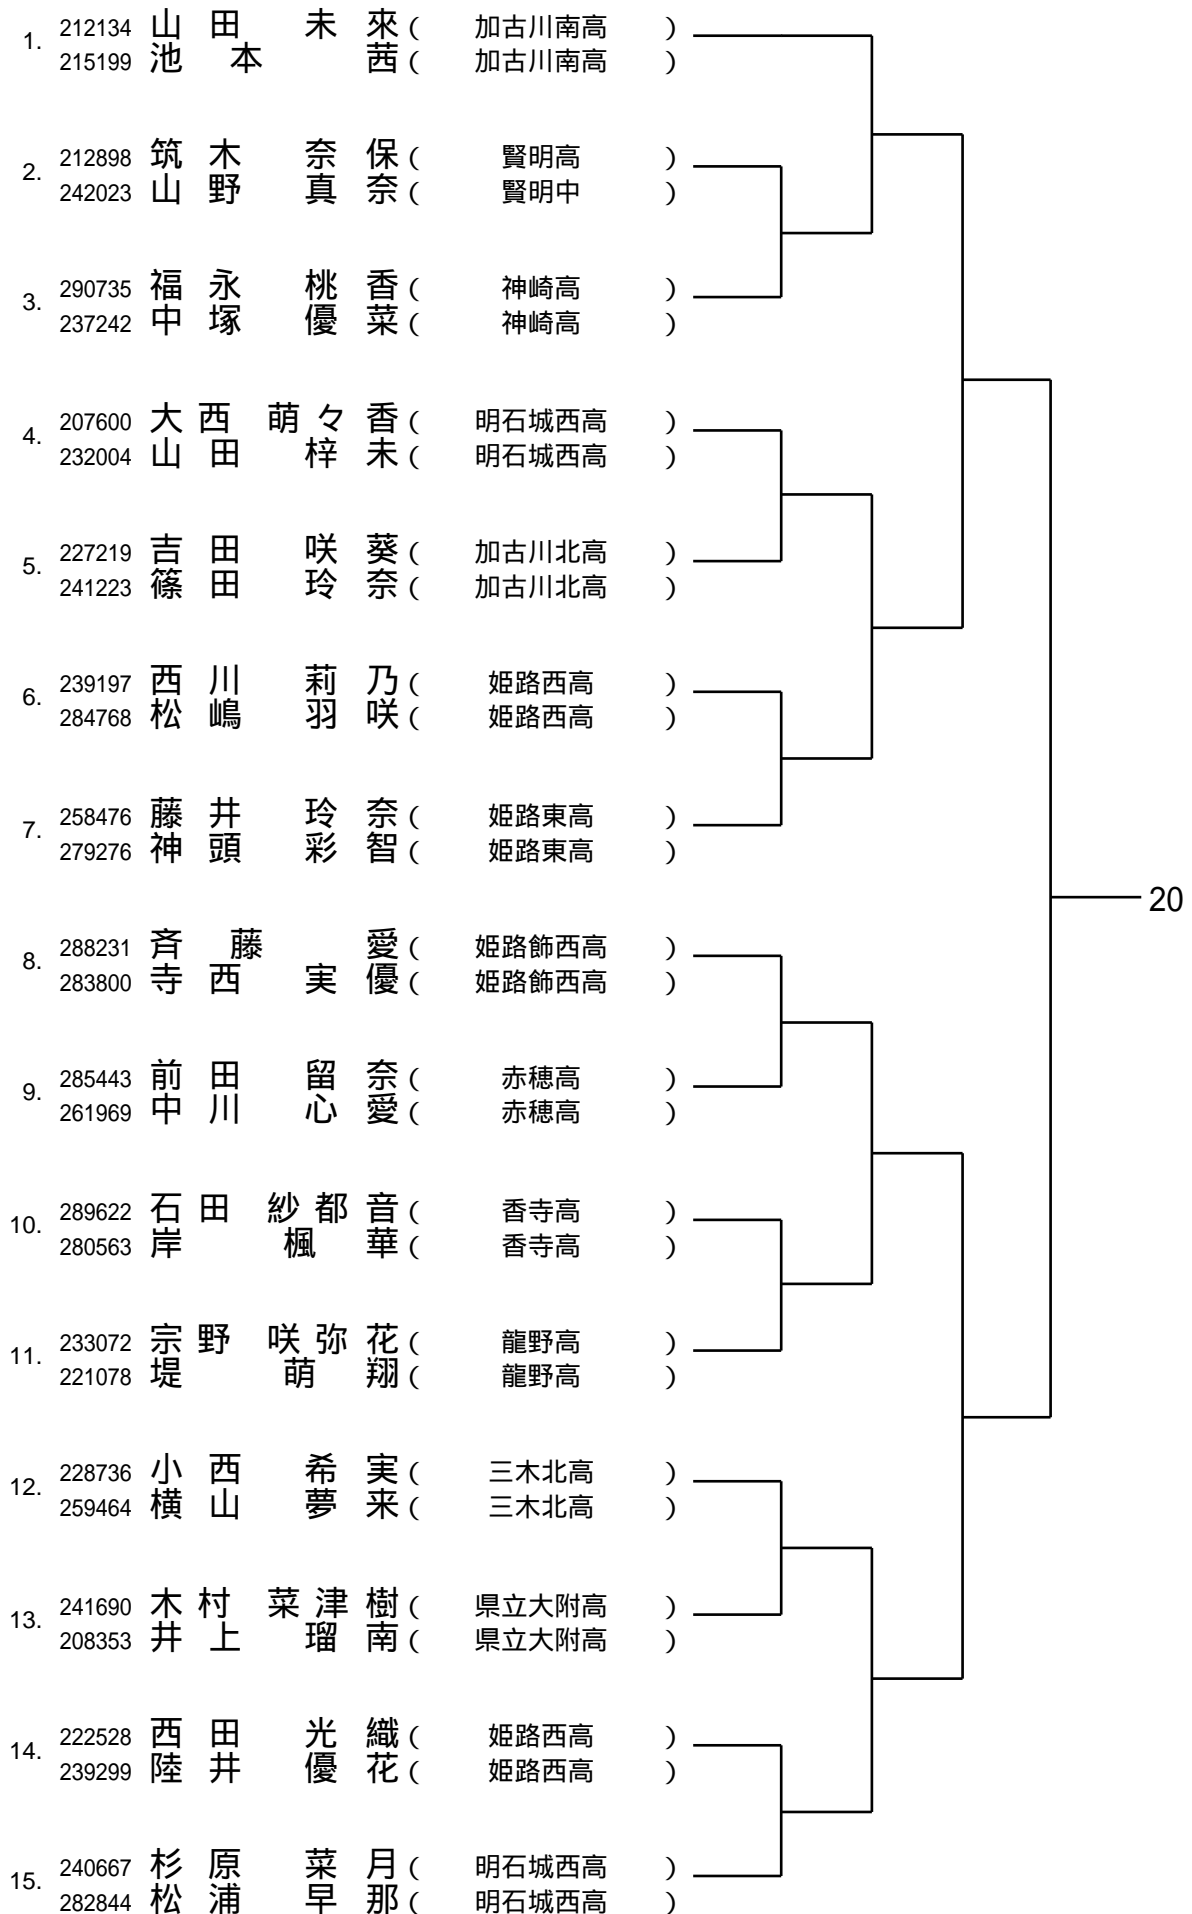 1. 212134 山田 未來 ( 加古川南高 )
215199 池本 茜 ( 加古川南高 )
2. 212898 筑木 奈保 ( 賢明高 )
242023 山野 真奈 ( 賢明中 )
3. 290735 福永 桃香 ( 神崎高 )
237242 中塚 優菜 ( 神崎高 )
4. 207600 大西 萌々香 ( 明石城西高 )
232004 山田 梓未 ( 明石城西高 )
5. 227219 吉田 咲葵 ( 加古川北高 )
241223 篠田 玲奈 ( 加古川北高 )
6. 239197 西川 莉乃 ( 姫路西高 )
284768 松嶋 羽咲 ( 姫路西高 )
7. 258476 藤井 玲奈 ( 姫路東高 )
279276 神頭 彩智 ( 姫路東高 )
20
8. 288231 斉藤 愛 ( 姫路飾西高 )
283800 寺西 実優 ( 姫路飾西高 )
9. 285443 前田 留奈 ( 赤穂高 )
261969 中川 心愛 ( 赤穂高 )
10. 289622 石田 紗都音 ( 香寺高 )
280563 岸 楓華 ( 香寺高 )
11. 233072 宗野 咲弥花 ( 龍野高 )
221078 堤 萌翔 ( 龍野高 )
12. 228736 小西 希実 ( 三木北高 )
259464 横山 夢来 ( 三木北高 )
13. 241690 木村 菜津樹 ( 県立大附高 )
208353 井上 瑠南 ( 県立大附高 )
14. 222528 西田 光織 ( 姫路西高 )
239299 陸井 優花 ( 姫路西高 )
15. 240667 杉原 菜月 ( 明石城西高 )
282844 松浦 早那 ( 明石城西高 )